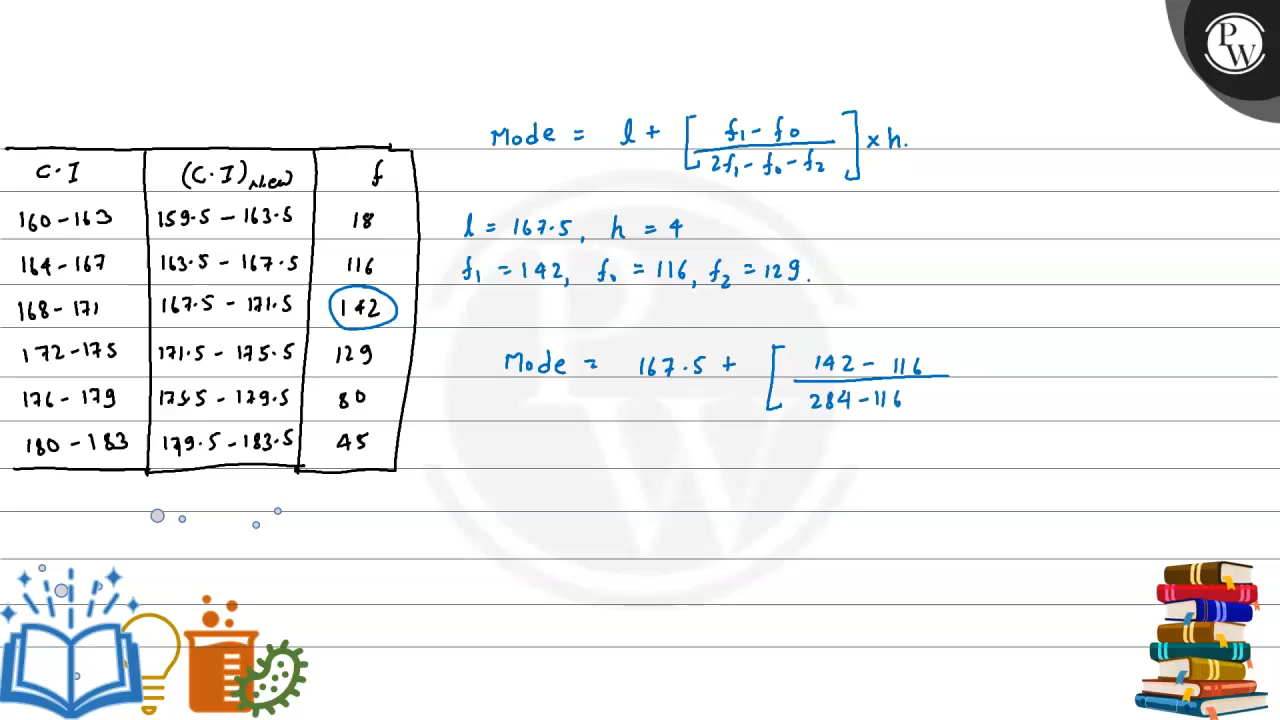 PW
Mode = l + [ (f₁ - f₀) / (2f₁ - f₀ - f₂) ] × h.
C.I (C.I)New f
160 - 163 159.5 - 163.5 18
164 - 167 163.5 - 167.5 116
168 - 171 167.5 - 171.5 142
172 - 175 171.5 - 175.5 129
176 - 179 175.5 - 179.5 80
180 - 183 179.5 - 183.5 45
l = 167.5, h = 4
f₁ = 142, f₀ = 116, f₂ = 129.
Mode = 167.5 + [ (142 - 116) / (284 - 116
PW